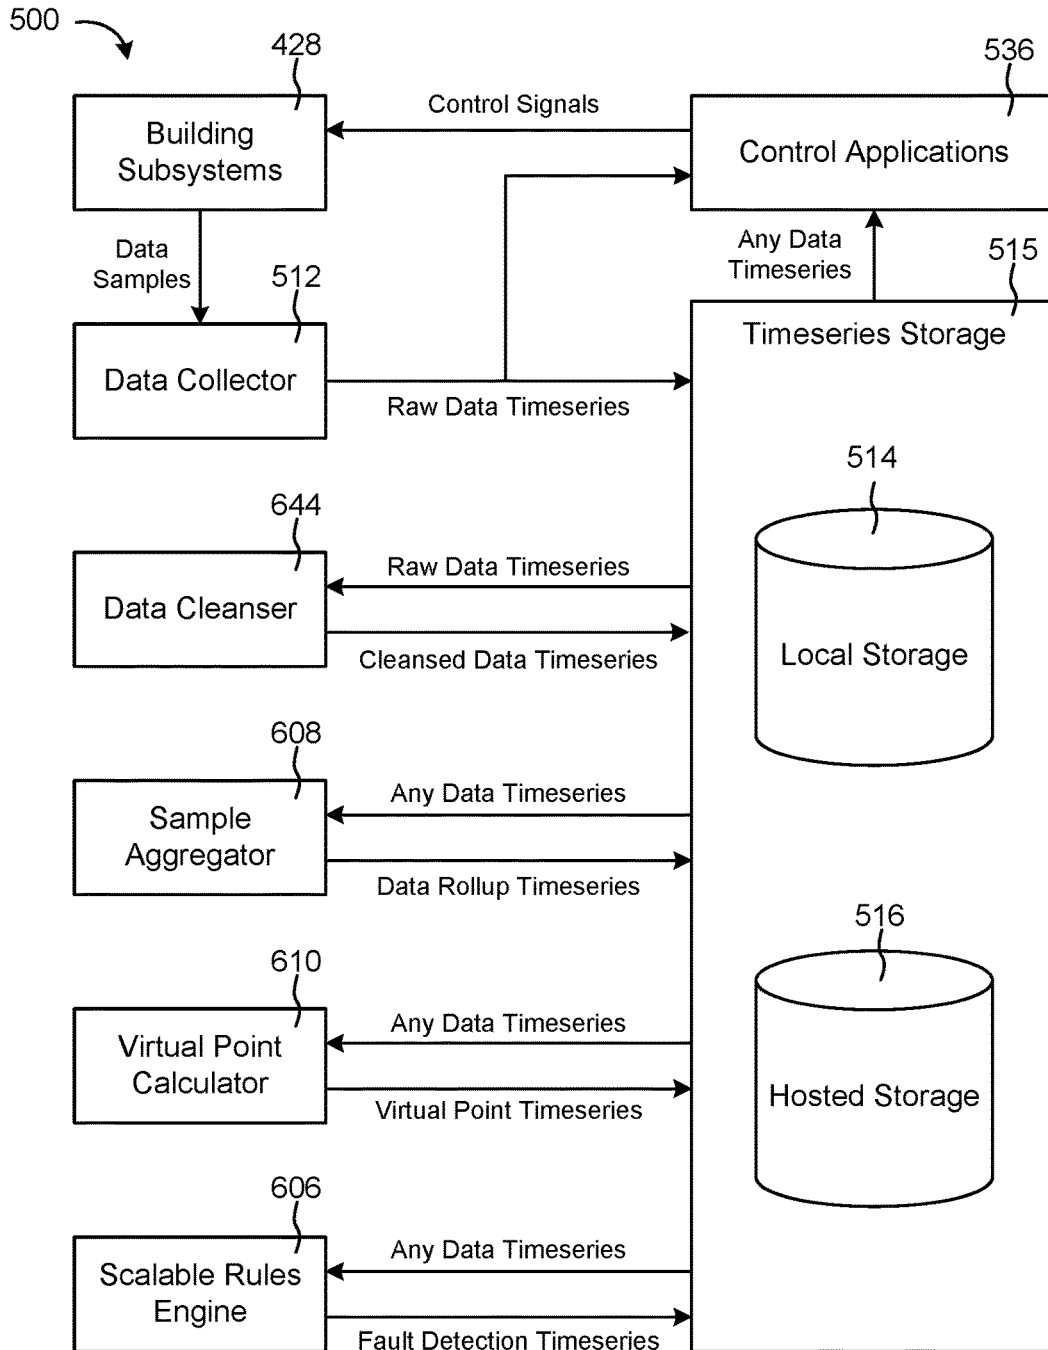 500
428
536
Control Signals
Building
Subsystems
Control Applications
Data
Samples
Any Data
Timeseries
515
512
Timeseries Storage
Data Collector
Raw Data Timeseries
514
644
Raw Data Timeseries
Data Cleanser
Cleansed Data Timeseries
Local Storage
608
Any Data Timeseries
Sample
Aggregator
Data Rollup Timeseries
516
610
Any Data Timeseries
Virtual Point
Calculator
Virtual Point Timeseries
Hosted Storage
606
Any Data Timeseries
Scalable Rules
Engine
Fault Detection Timeseries